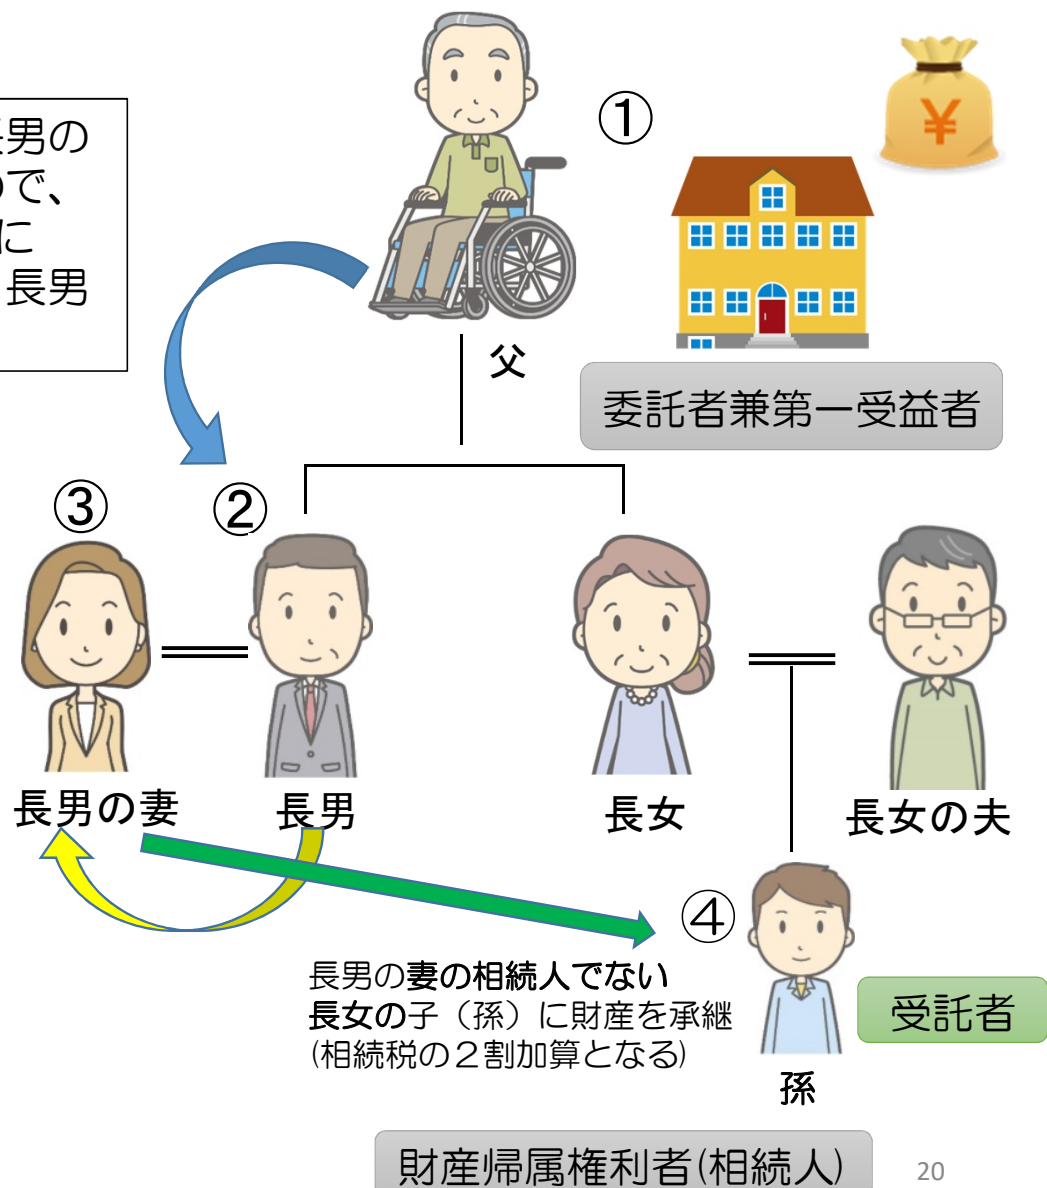 長男の
ので、
に
長男
①
¥
父
委託者兼第一受益者
③
②
長男の妻
長男
長女
長女の夫
④
長男の妻の相続人でない
長女の子（孫）に財産を承継
(相続税の２割加算となる)
受託者
孫
財産帰属権利者(相続人)
20